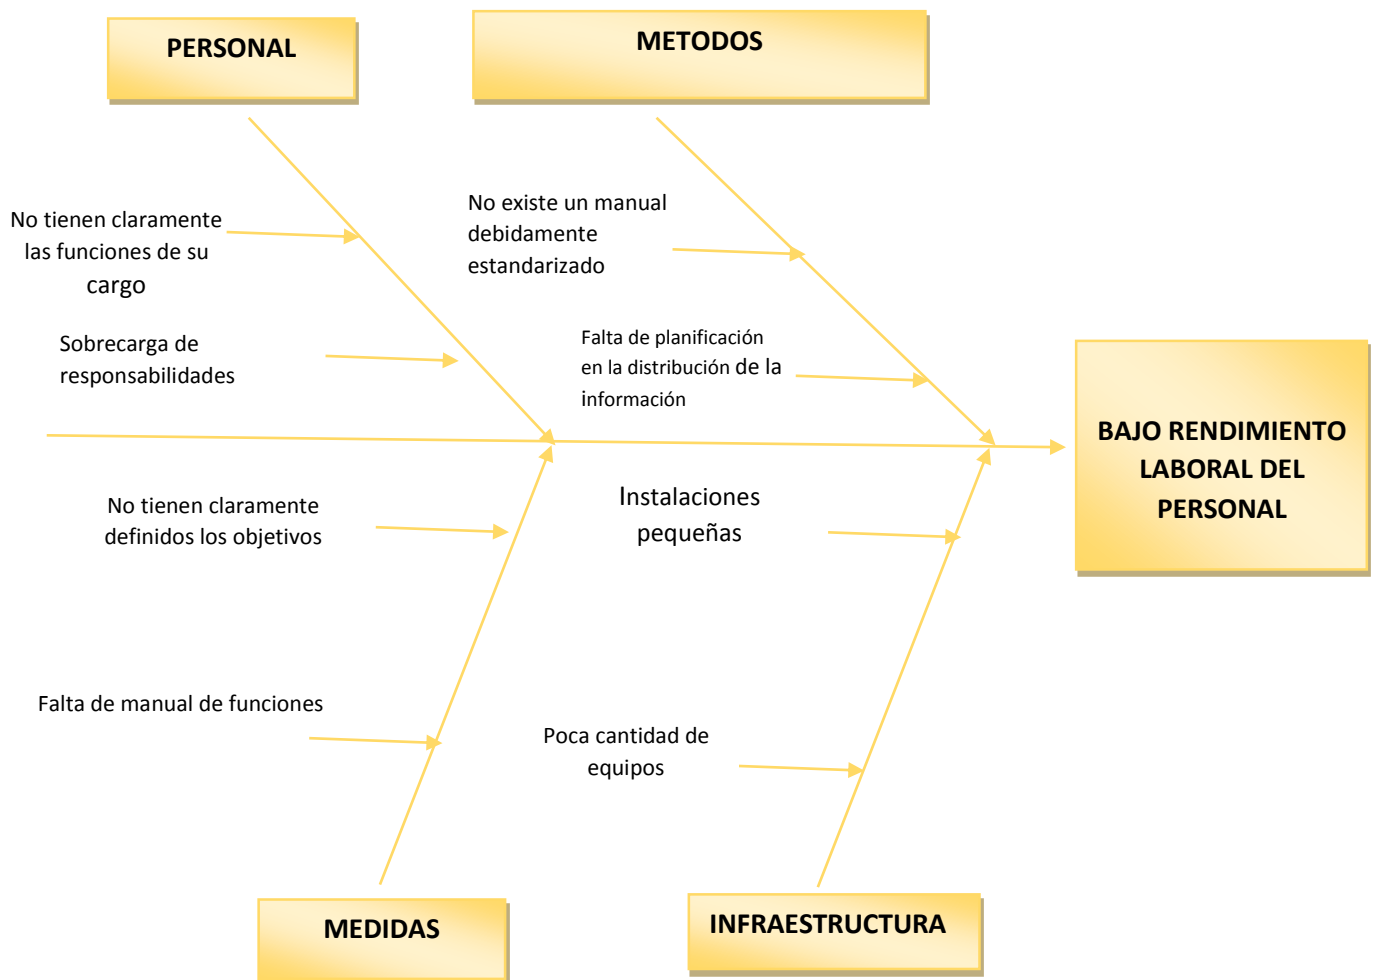 PERSONAL
METODOS
No tienen claramente
las funciones de su
cargo
No existe un manual
debidamente
estandarizado
Sobrecarga de
responsabilidades
Falta de planificación
en la distribución de la
información
BAJO RENDIMIENTO
LABORAL DEL
PERSONAL
No tienen claramente
definidos los objetivos
Instalaciones
pequeñas
Falta de manual de funciones
Poca cantidad de
equipos
MEDIDAS
INFRAESTRUCTURA